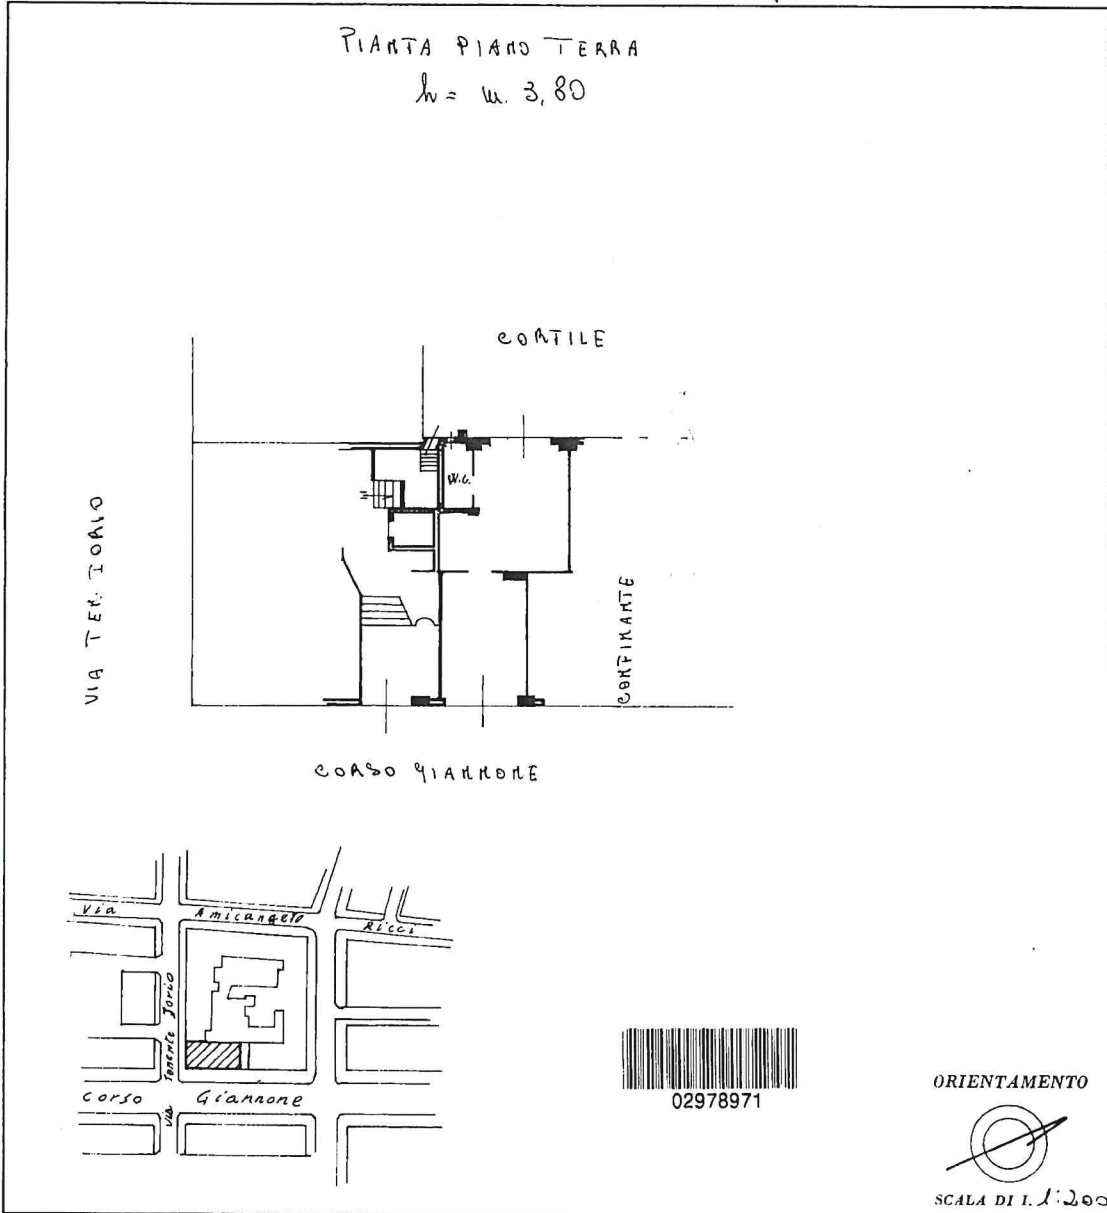 PIANTA PIANO TERRA
h = m. 3,80
CORTILE
W.C.
VIA TEN. IORIO
CONFINANTE
CORSO GIANNONE
Via Amicangelo Ricci
Via Tenente Iorio
Corso Giannone
02978971
ORIENTAMENTO
SCALA DI 1. 1:200